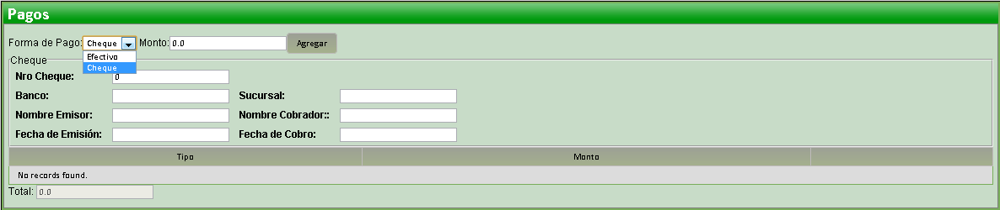 Pagos
Forma de Pago: Cheque Monto: 0.0 Agregar
Efectivo
Cheque
Cheque
Nro Cheque: 0
Banco: Sucursal:
Nombre Emisor: Nombre Cobrador::
Fecha de Emisión: Fecha de Cobro:
Tipo Monto
No records found.
Total: 0.0